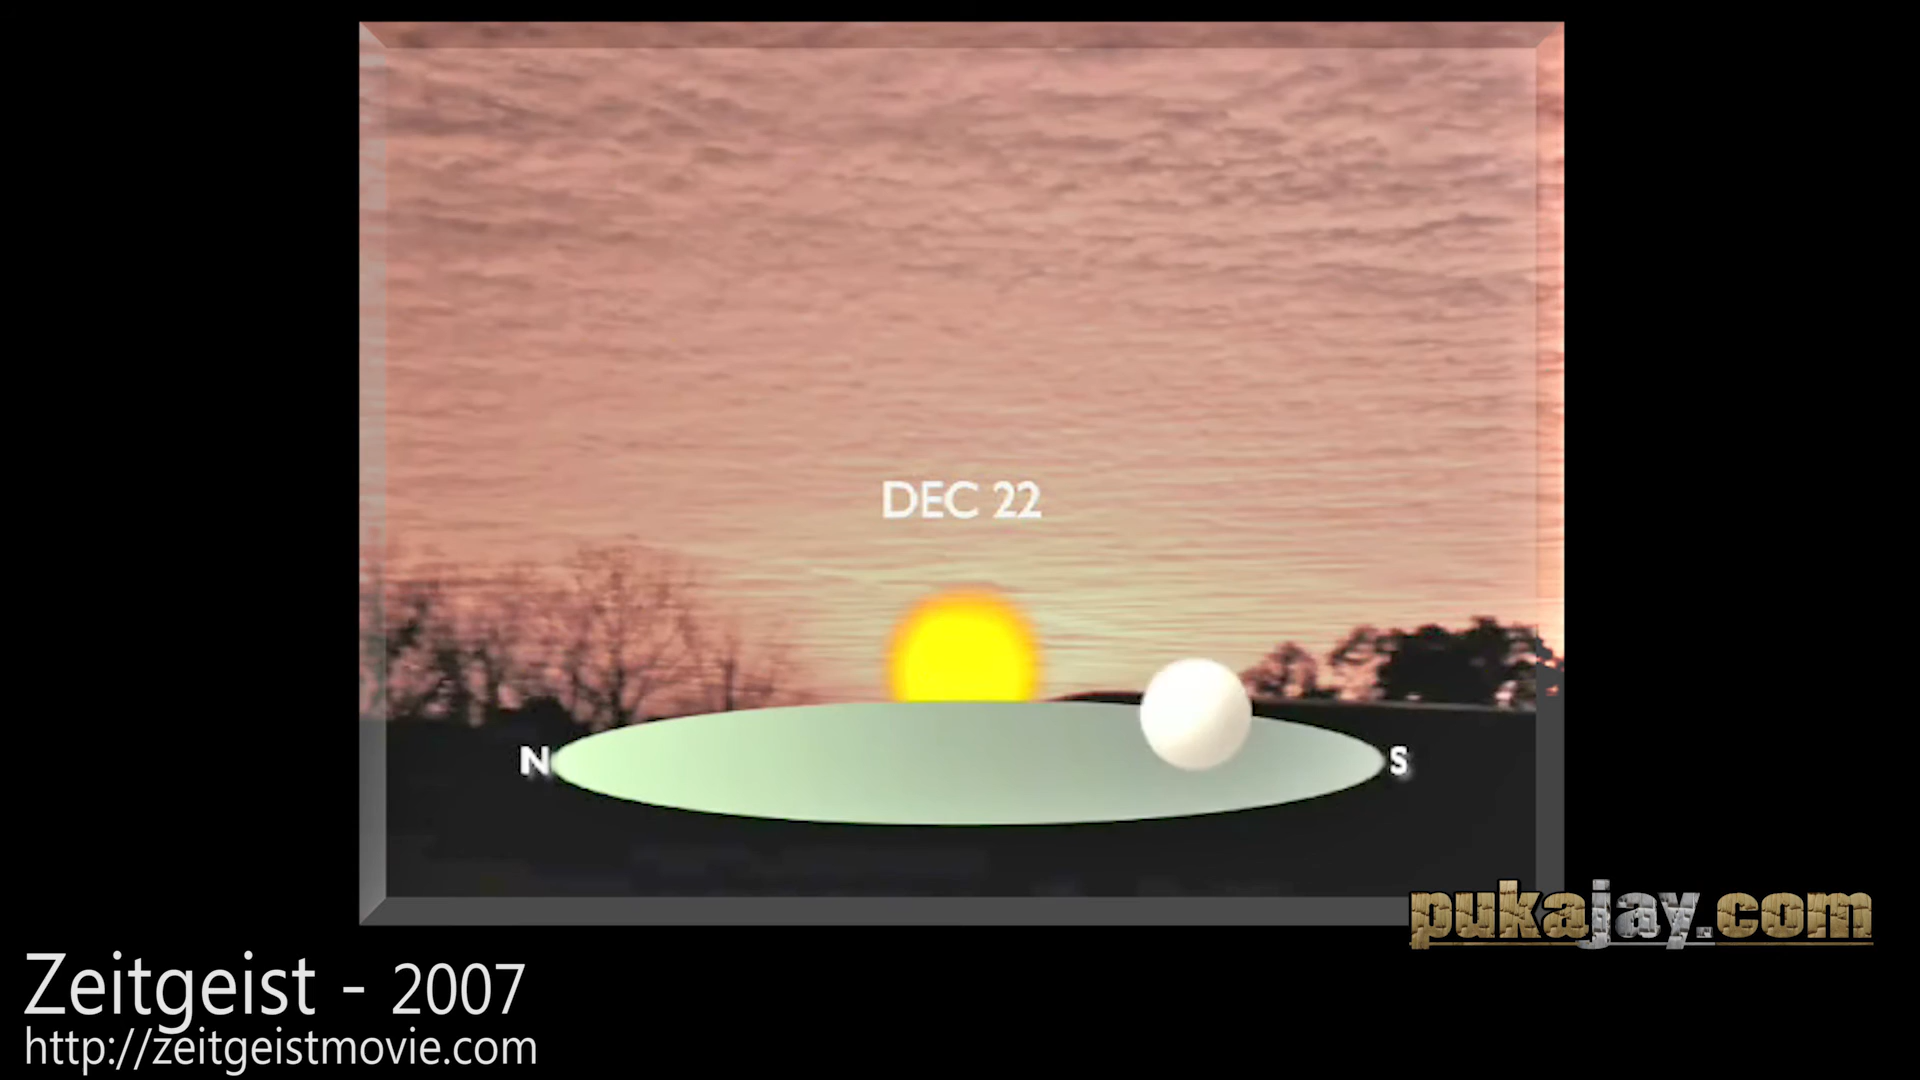 DEC 22
N
S
pukajay.com
Zeitgeist - 2007
http://zeitgeistmovie.com